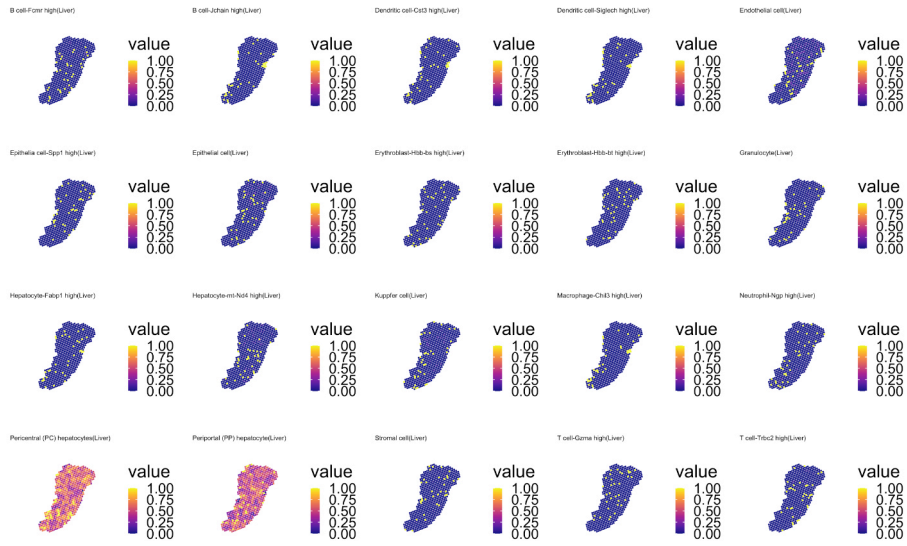 B cell-Fcmr high(Liver)
B cell-Jchain high(Liver)
Dendritic cell-Cst3 high(Liver)
Dendritic cell-Siglech high(Liver)
Endothelial cell(Liver)
value
1.00
0.75
0.50
0.25
0.00
value
1.00
0.75
0.50
0.25
0.00
value
1.00
0.75
0.50
0.25
0.00
value
1.00
0.75
0.50
0.25
0.00
value
1.00
0.75
0.50
0.25
0.00
Epithelia cell-Spp1 high(Liver)
Epithelial cell(Liver)
Erythroblast-Hbb-bs high(Liver)
Erythroblast-Hbb-bt high(Liver)
Granulocyte(Liver)
value
1.00
0.75
0.50
0.25
0.00
value
1.00
0.75
0.50
0.25
0.00
value
1.00
0.75
0.50
0.25
0.00
value
1.00
0.75
0.50
0.25
0.00
value
1.00
0.75
0.50
0.25
0.00
Hepatocyte-Fabp1 high(Liver)
Hepatocyte-mt-Nd4 high(Liver)
Kupffer cell(Liver)
Macrophage-Chil3 high(Liver)
Neutrophil-Ngp high(Liver)
value
1.00
0.75
0.50
0.25
0.00
value
1.00
0.75
0.50
0.25
0.00
value
1.00
0.75
0.50
0.25
0.00
value
1.00
0.75
0.50
0.25
0.00
value
1.00
0.75
0.50
0.25
0.00
Pericentral (PC) hepatocytes(Liver)
Periportal (PP) hepatocyte(Liver)
Stromal cell(Liver)
T cell-Gzma high(Liver)
T cell-Trbc2 high(Liver)
value
1.00
0.75
0.50
0.25
0.00
value
1.00
0.75
0.50
0.25
0.00
value
1.00
0.75
0.50
0.25
0.00
value
1.00
0.75
0.50
0.25
0.00
value
1.00
0.75
0.50
0.25
0.00